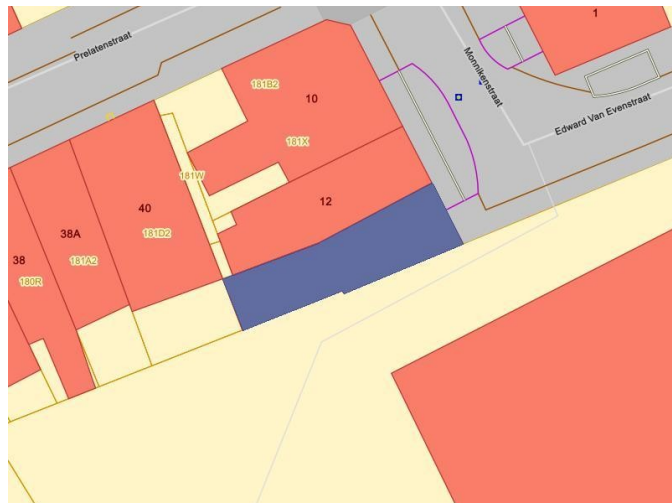 1
Prelatenstraat
Monnikenstraat
181B2
10
Edward Van Evenstraat
181X
181W
12
40
38A
181D2
38
181A2
180R